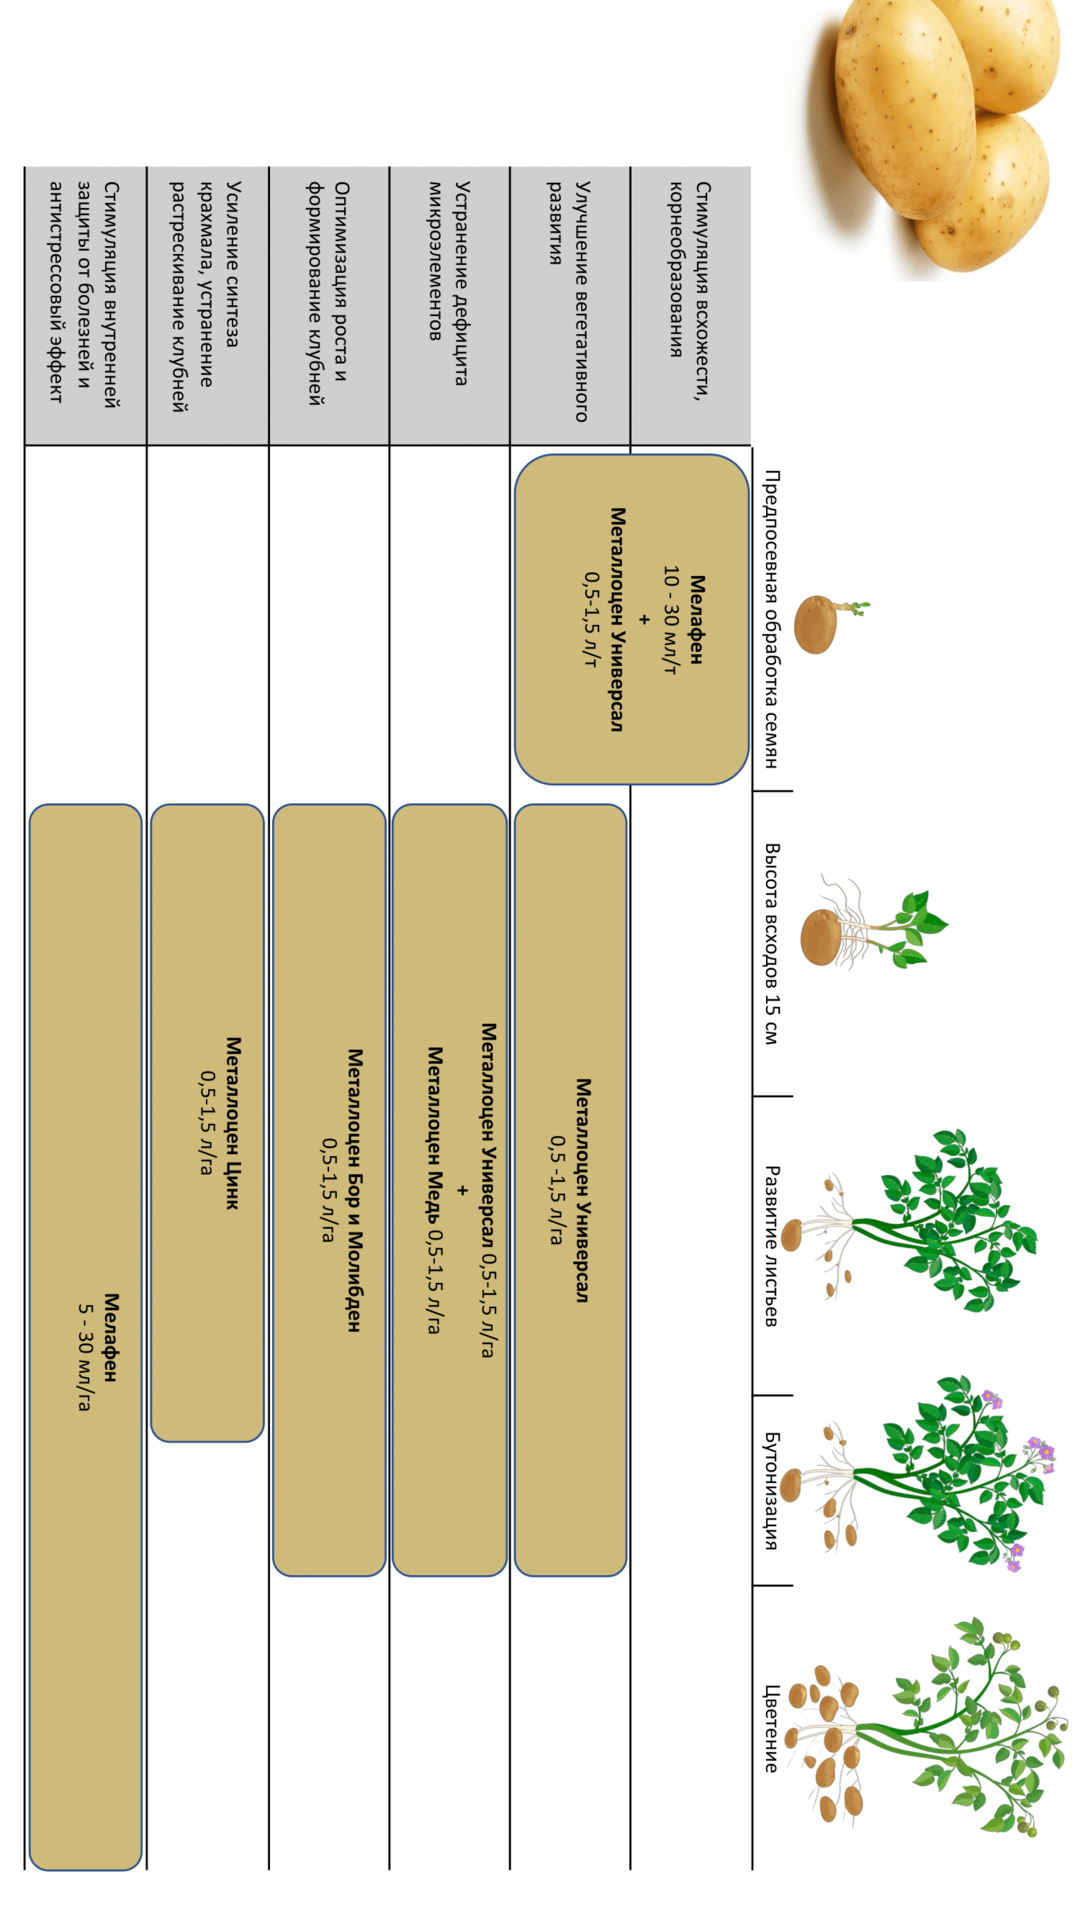 Предпосевная обработка семян
Высота всходов 15 см
Развитие листьев
Бутонизация
Цветение
Стимуляция всхожести,
корнеобразования
Мелафен
10 - 30 мл/т
+
Металлоцен Универсал
0,5-1,5 л/т
Улучшение вегетативного
развития
Металлоцен Универсал
0,5 -1,5 л/га
Устранение дефицита
микроэлементов
Металлоцен Универсал 0,5-1,5 л/га
+
Металлоцен Медь 0,5-1,5 л/га
Оптимизация роста и
формирование клубней
Металлоцен Бор и Молибден
0,5-1,5 л/га
Усиление синтеза
крахмала, устранение
растрескивание клубней
Металлоцен Цинк
0,5-1,5 л/га
Стимуляция внутренней
защиты от болезней и
антистрессовый эффект
Мелафен
5 - 30 мл/га